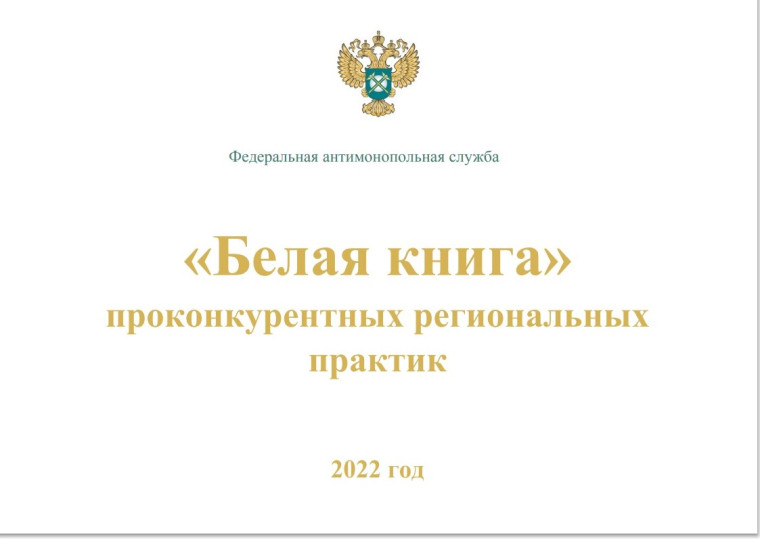 Федеральная антимонопольная служба
«Белая книга»
проконкурентных региональных
практик
2022 год